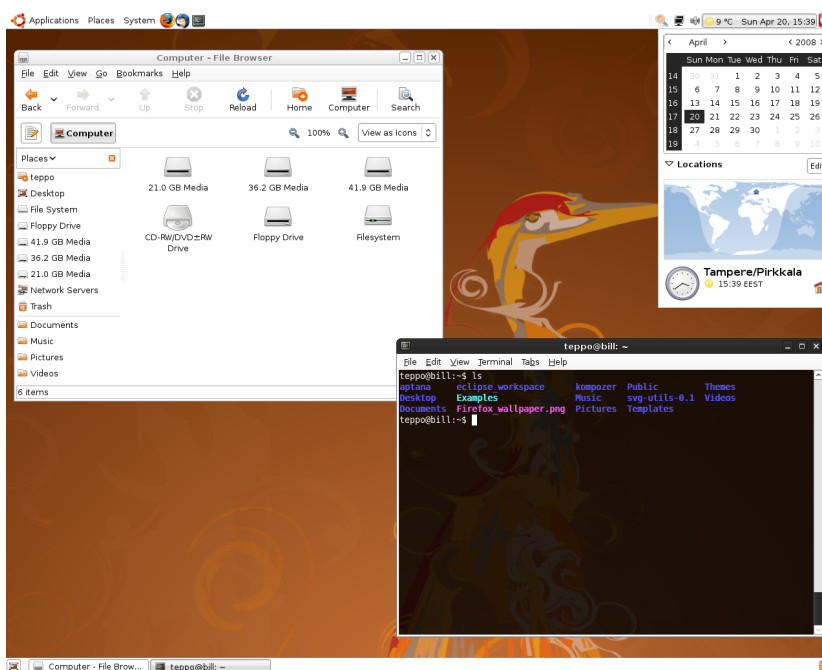 Applications Places System
9 °C Sun Apr 20, 15:39
Computer - File Browser
File Edit View Go Bookmarks Help
Back Forward Up Stop Reload Home Computer Search
Computer 100% View as Icons
Places
teppo
Desktop
File System
Floppy Drive
41.9 GB Media
36.2 GB Media
21.0 GB Media
Network Servers
Trash
Documents
Music
Pictures
Videos
21.0 GB Media 36.2 GB Media 41.9 GB Media
CD-RW/DVD±RW Drive Floppy Drive Filesystem
6 items
April 2008
Sun Mon Tue Wed Thu Fri Sat
14 30 31 1 2 3 4 5
15 6 7 8 9 10 11 12
16 13 14 15 16 17 18 19
17 20 21 22 23 24 25 26
18 27 28 29 30 1 2 3
19 4 5 6 7 8 9 10
Locations Edi
Tampere/Pirkkala
15:39 EEST
teppo@bill: ~
File Edit View Terminal Tabs Help
teppo@bill:~$ ls
aptana eclipse_workspace kompozer Public Themes
Desktop Examples Music svg-utils-0.1 Videos
Documents Firefox_wallpaper.png Pictures Templates
teppo@bill:~$
Computer - File Brow... teppo@bill: ~